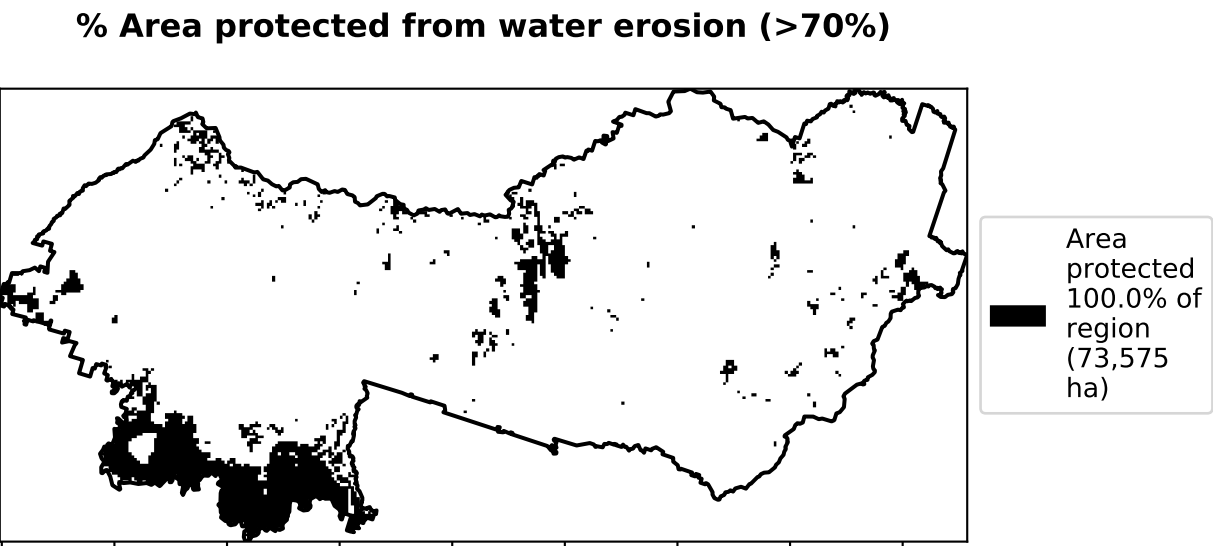 % Area protected from water erosion (>70%)
Area
protected
100.0% of
region
(73,575
ha)